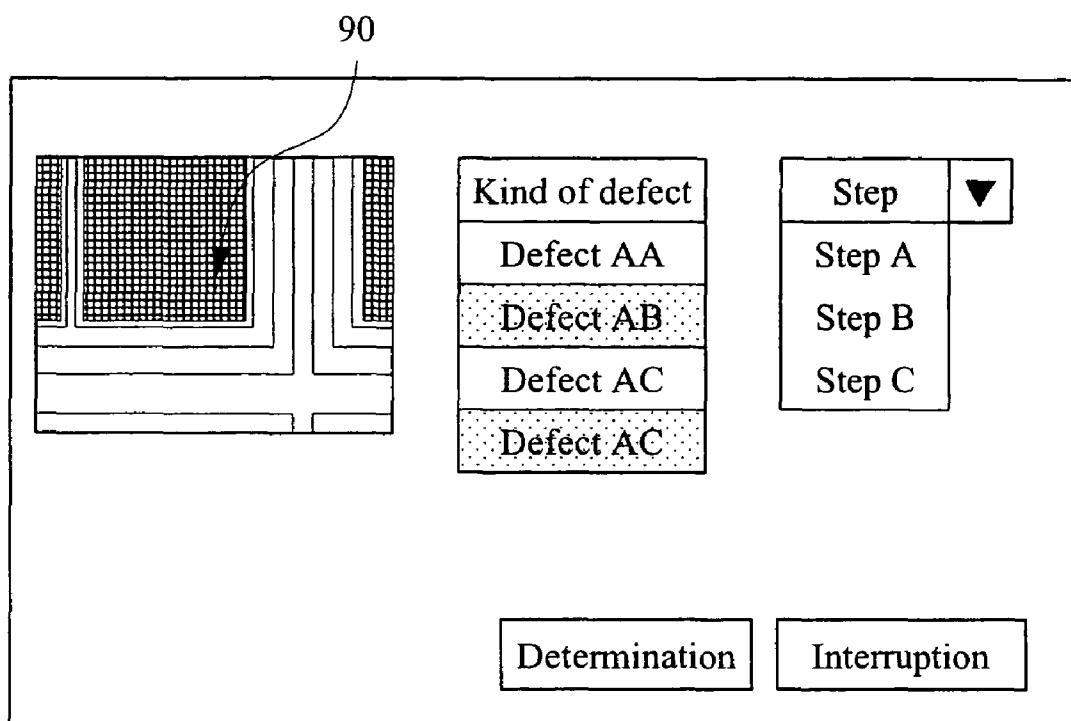 90
Kind of defect
Defect AA
Defect AB
Defect AC
Defect AC
Step
Step A
Step B
Step C
Determination
Interruption